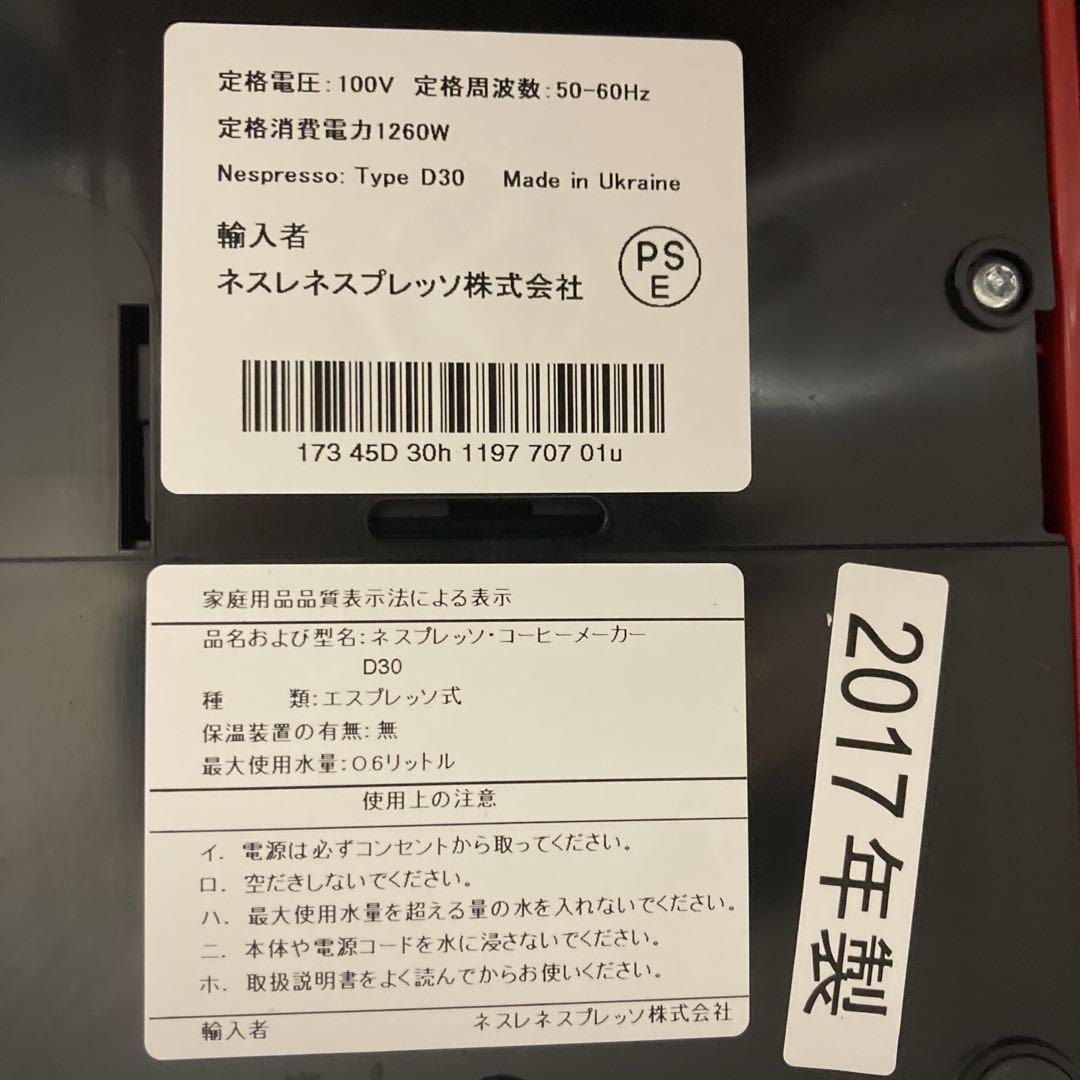 定格電圧:100V 定格周波数:50-60Hz
定格消費電力1260W
Nespresso: Type D30 Made in Ukraine
輸入者
ネスレネスプレッソ株式会社
PS
E
173 45D 30h 1197 707 01u
家庭用品品質表示法による表示
品名および型名:ネスプレッソ・コーヒーメーカー
D30
種 類:エスプレッソ式
保温装置の有無:無
最大使用水量:0.6リットル
使用上の注意
イ. 電源は必ずコンセントから取ってください。
ロ. 空だきしないでください。
ハ. 最大使用水量を超える量の水を入れないでください。
ニ. 本体や電源コードを水に浸さないでください。
ホ. 取扱説明書をよく読んでからお使いください。
輸入者 ネスレネスプレッソ株式会社
2017年製